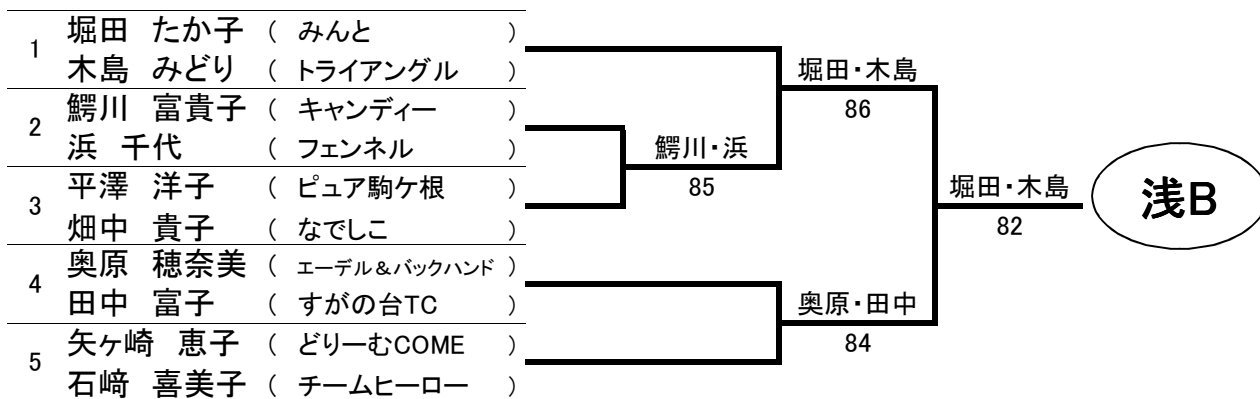 1
堀田 たか子 ( みんと )
木島 みどり ( トライアングル )
2
鰐川 富貴子 ( キャンディー )
浜 千代 ( フェンネル )
3
平澤 洋子 ( ピュア駒ケ根 )
畑中 貴子 ( なでしこ )
4
奥原 穂奈美 ( エーデル&バックハンド )
田中 富子 ( すがの台TC )
5
矢ヶ崎 恵子 ( どりーむCOME )
石﨑 喜美子 ( チームヒーロー )
鰐川・浜
85
堀田・木島
86
奥原・田中
84
堀田・木島
82
浅B